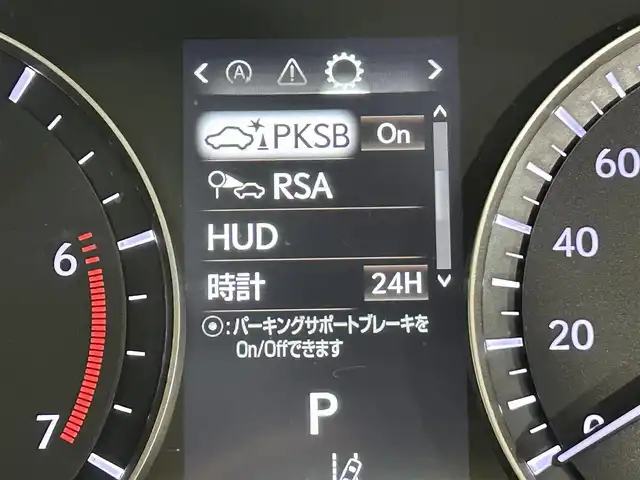 A
PKSB On
RSA
HUD
時計 24H
◉:パーキングサポートブレーキを
On/Offできます
P
6
7
60
40
20
0